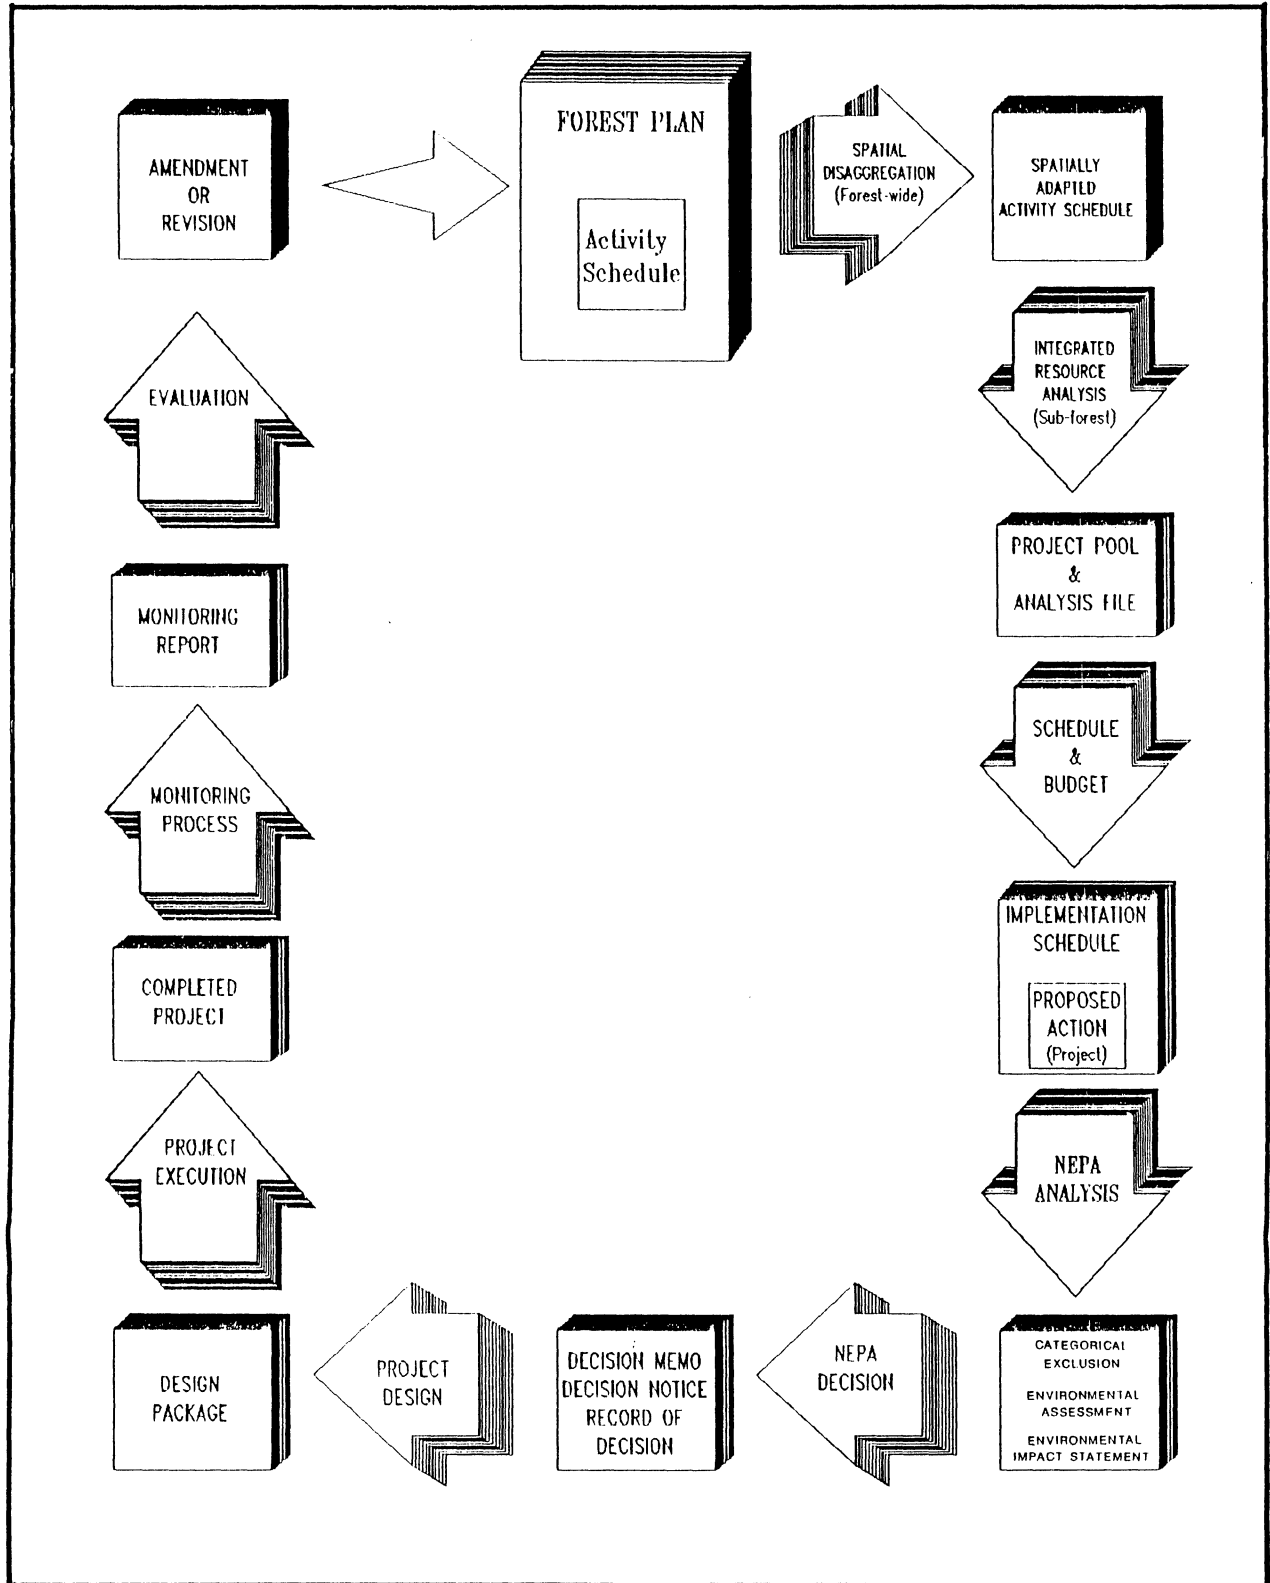 FOREST PLAN
Activity
Schedule
SPATIAL
DISAGGREGATION
(Forest-wide)
SPATIALLY
ADAPTED
ACTIVITY SCHEDULE
INTEGRATED
RESOURCE
ANALYSIS
(Sub-forest)
PROJECT POOL
&
ANALYSIS FILE
SCHEDULE
&
BUDGET
IMPLEMENTATION
SCHEDULE
PROPOSED
ACTION
(Project)
NEPA
ANALYSIS
CATEGORICAL
EXCLUSION
ENVIRONMENTAL
ASSESSMENT
ENVIRONMENTAL
IMPACT STATEMENT
NEPA
DECISION
DECISION MEMO
DECISION NOTICE
RECORD OF
DECISION
PROJECT
DESIGN
DESIGN
PACKAGE
PROJECT
EXECUTION
COMPLETED
PROJECT
MONITORING
PROCESS
MONITORING
REPORT
EVALUATION
AMENDMENT
OR
REVISION